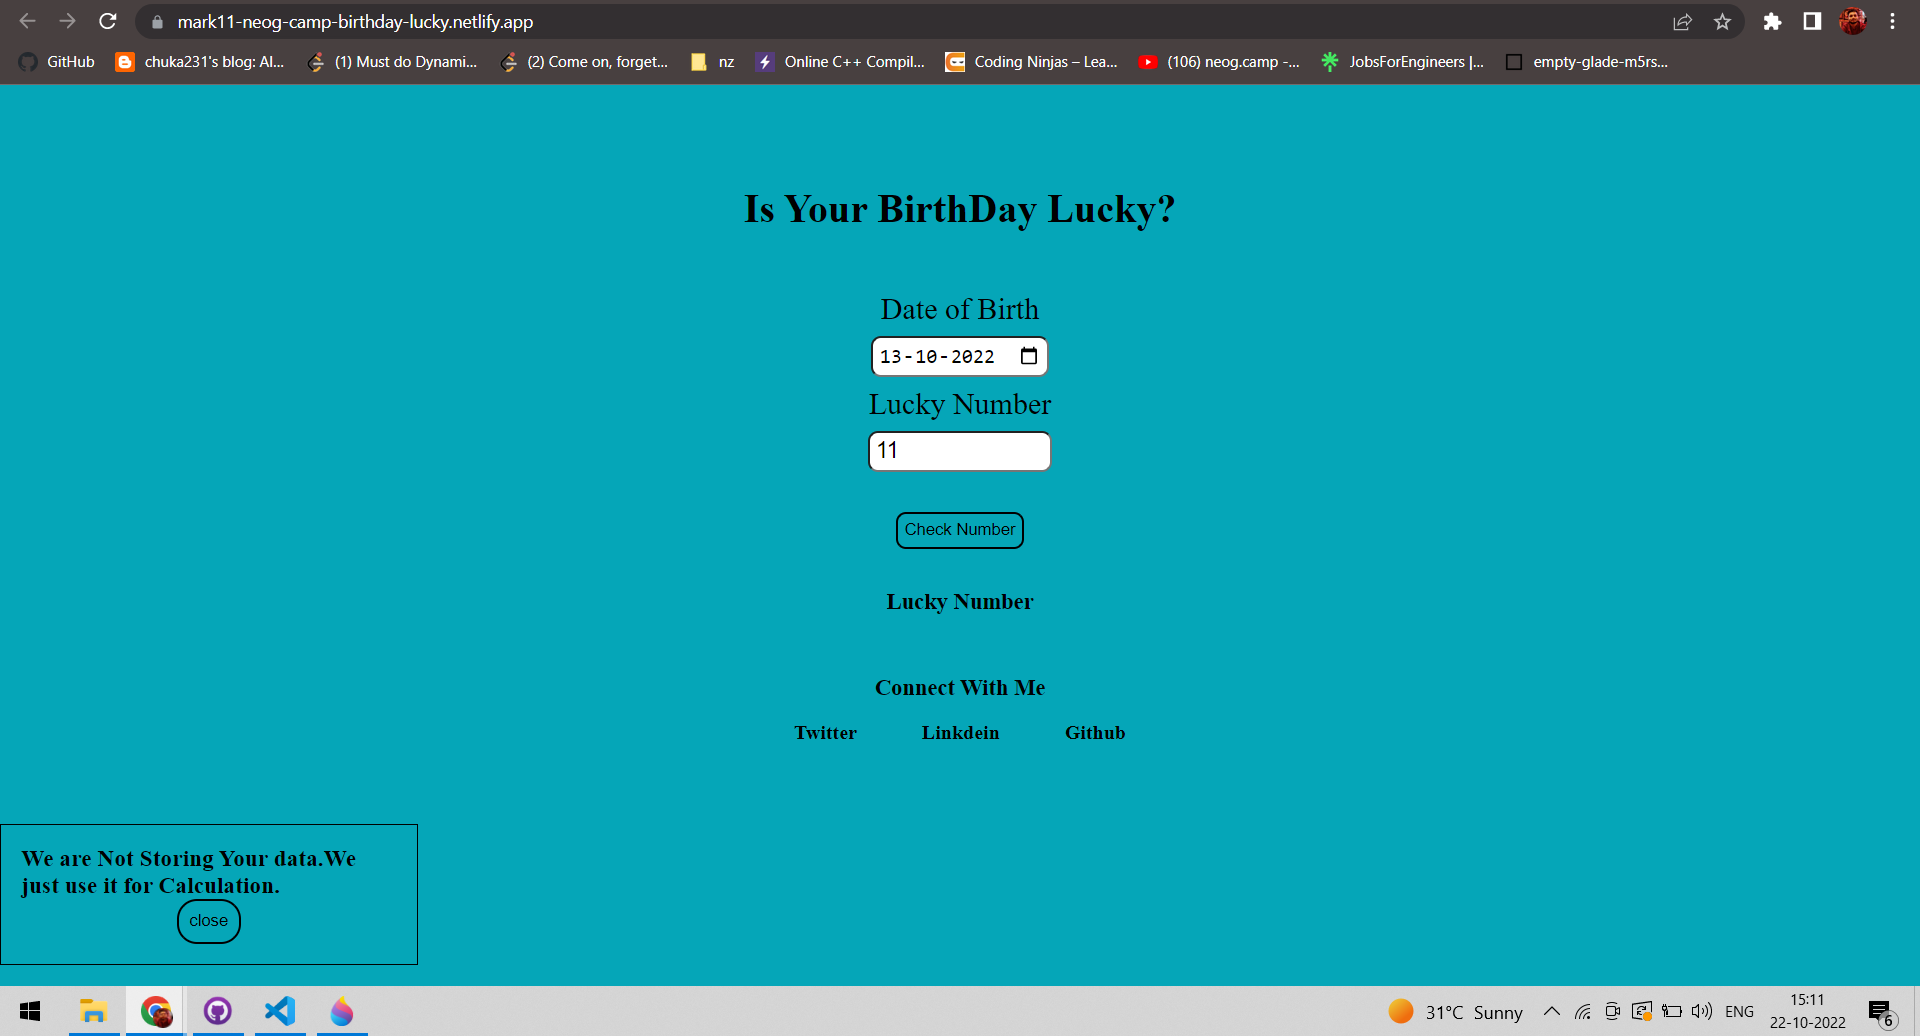 mark11-neog-camp-birthday-lucky.netlify.app
GitHub chuka231's blog: Al... (1) Must do Dynami... (2) Come on, forget... nz Online C++ Compil... Coding Ninjas – Lea... (106) neog.camp -... JobsForEngineers |... empty-glade-m5rs...
Is Your BirthDay Lucky?
Date of Birth
13-10-2022
Lucky Number
11
Check Number
Lucky Number
Connect With Me
Twitter Linkdein Github
We are Not Storing Your data.We
just use it for Calculation.
close
31°C Sunny ENG 15:11
22-10-2022
6